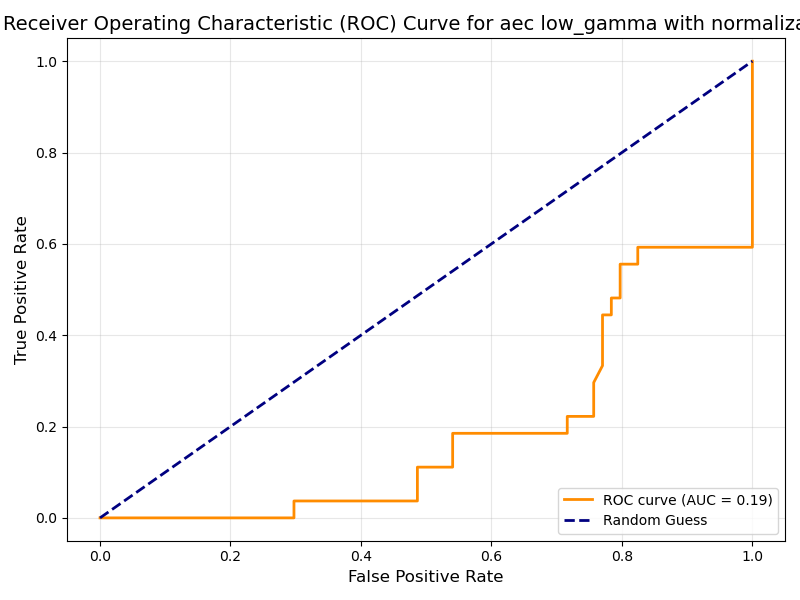 Receiver Operating Characteristic (ROC) Curve for aec low_gamma with normaliza
1.0
0.8
0.6
0.4
0.2
0.0
True Positive Rate
0.0 0.2 0.4 0.6 0.8 1.0
False Positive Rate
ROC curve (AUC = 0.19)
Random Guess